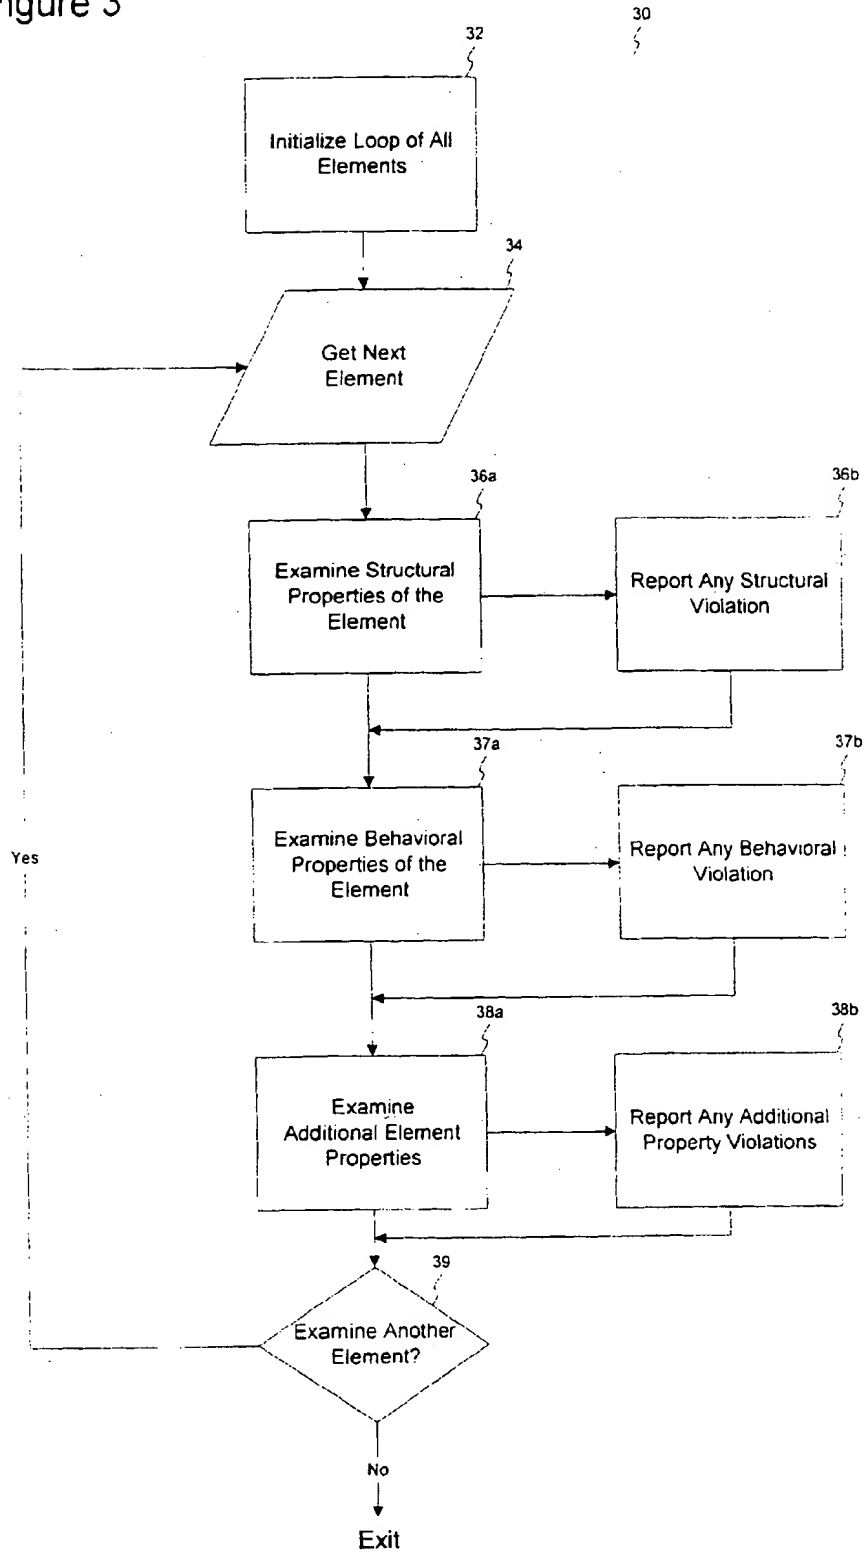 Figure 3
30
32
Initialize Loop of All
Elements
34
Get Next
Element
36a
36b
Examine Structural
Properties of the
Element
Report Any Structural
Violation
37a
37b
Examine Behavioral
Properties of the
Element
Report Any Behavioral
Violation
Yes
38a
38b
Examine
Additional Element
Properties
Report Any Additional
Property Violations
39
Examine Another
Element?
No
Exit